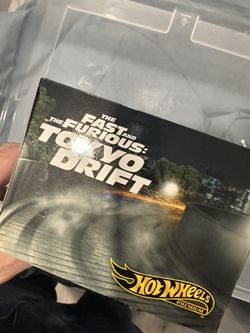 THE
FAST AND
THE FURIOUS:
TOKYO
DRIFT
HOT WHEELS
PREMIUM